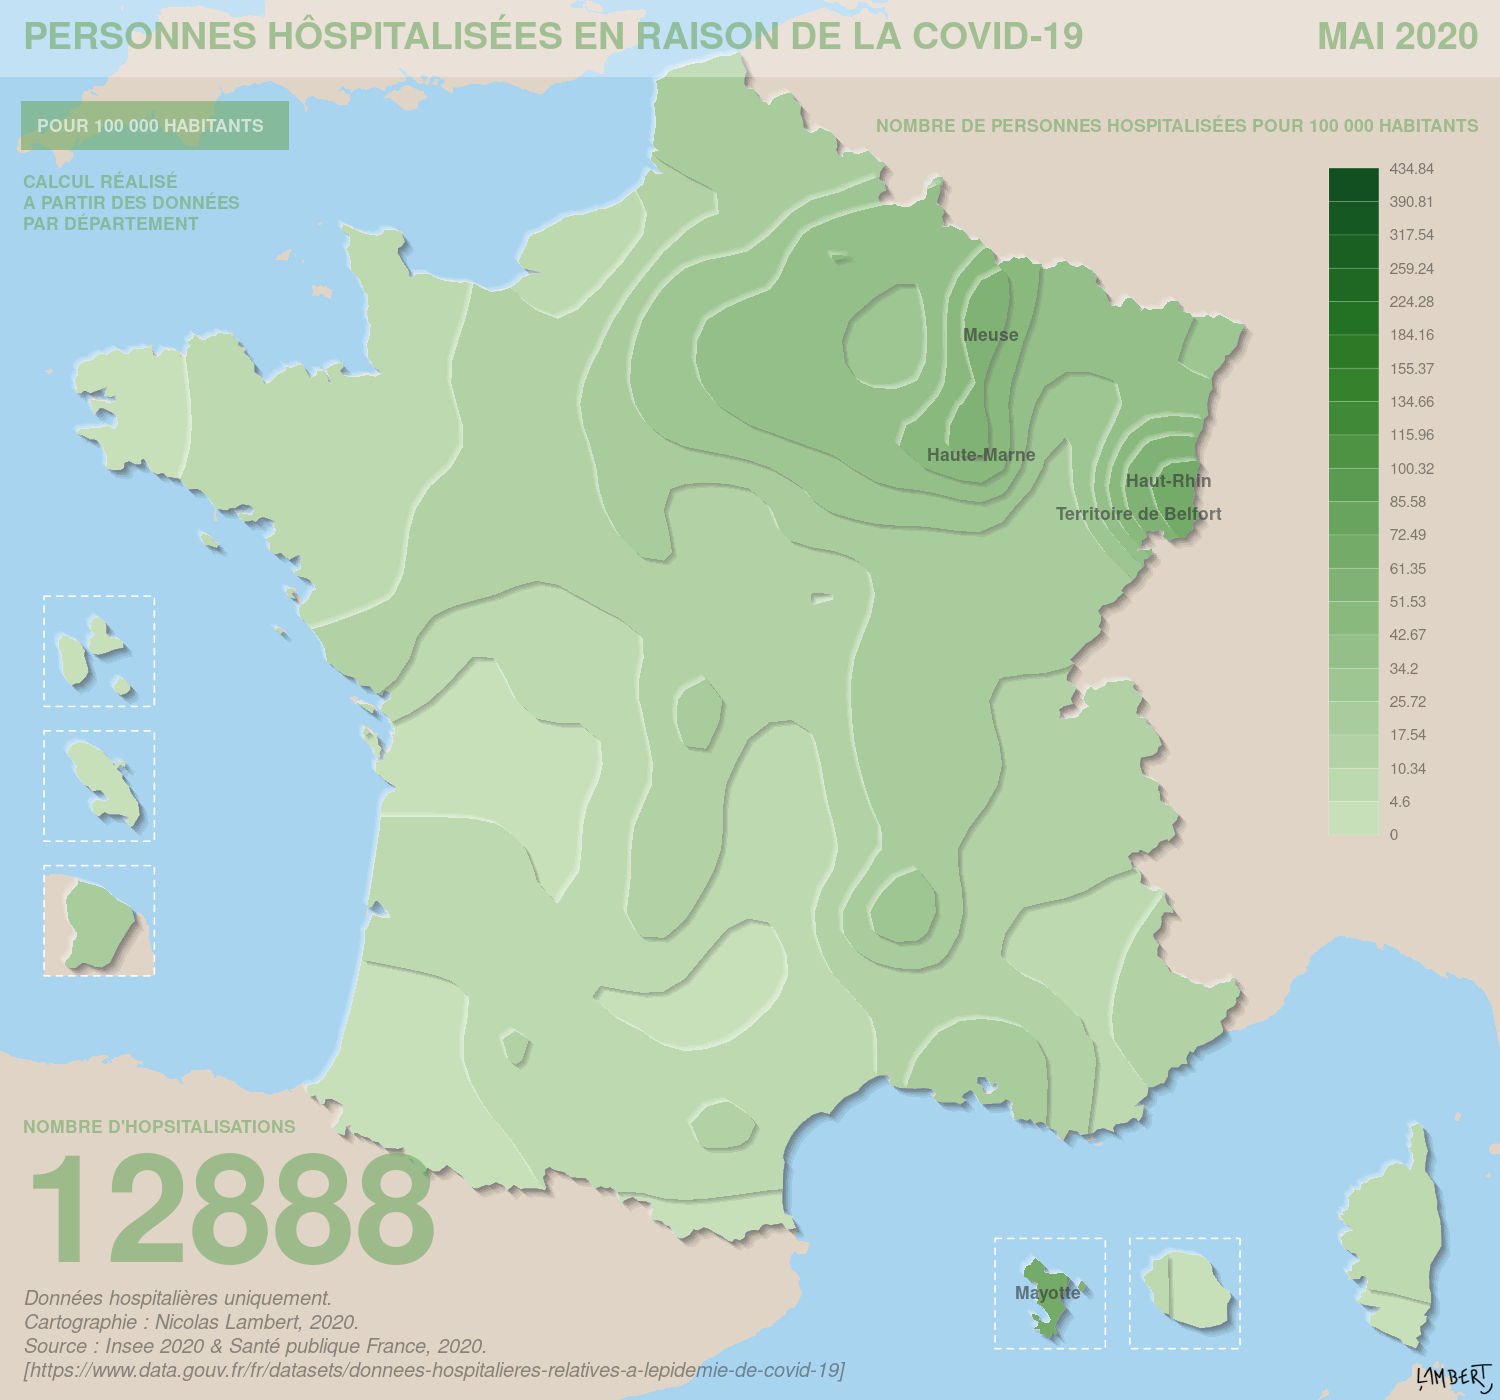 PERSONNES HÔSPITALISÉES EN RAISON DE LA COVID-19
MAI 2020
POUR 100 000 HABITANTS
CALCUL RÉALISÉ
A PARTIR DES DONNÉES
PAR DÉPARTEMENT
NOMBRE DE PERSONNES HOSPITALISÉES POUR 100 000 HABITANTS
434.84
390.81
317.54
259.24
224.28
184.16
155.37
134.66
115.96
100.32
85.58
72.49
61.35
51.53
42.67
34.2
25.72
17.54
10.34
4.6
0
Meuse
Haute-Marne
Haut-Rhin
Territoire de Belfort
Mayotte
NOMBRE D'HOPSITALISATIONS
12888
Données hospitalières uniquement.
Cartographie : Nicolas Lambert, 2020.
Source : Insee 2020 & Santé publique France, 2020.
[https://www.data.gouv.fr/fr/datasets/donnees-hospitalieres-relatives-a-lepidemie-de-covid-19]
LAMBERT